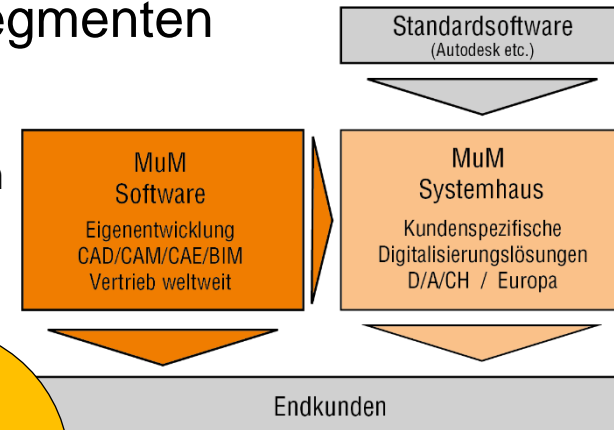 egmenten
Standardsoftware
(Autodesk etc.)
n
MuM
Software
Eigenentwicklung
CAD/CAM/CAE/BIM
Vertrieb weltweit
MuM
Systemhaus
Kundenspezifische
Digitalisierungslösungen
D/A/CH / Europa
Endkunden